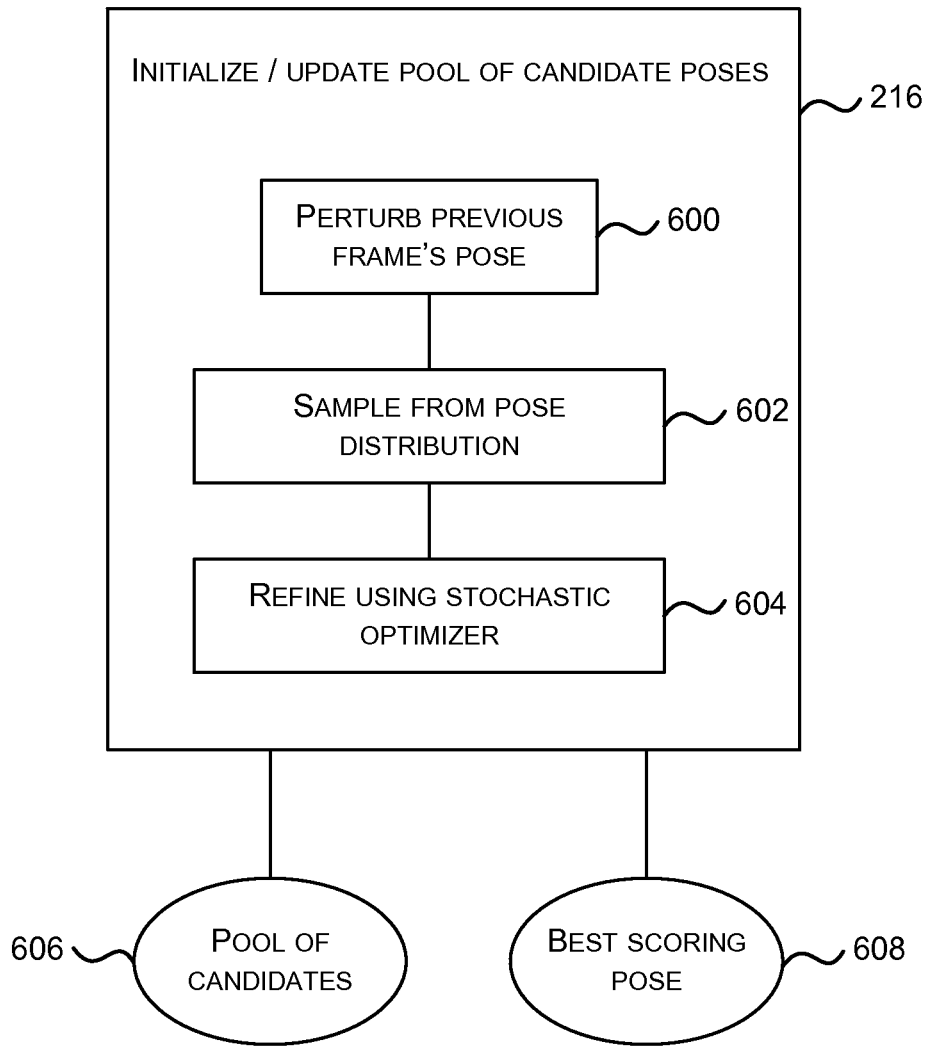 INITIALIZE / UPDATE POOL OF CANDIDATE POSES
216
PERTURB PREVIOUS
FRAME'S POSE
600
SAMPLE FROM POSE
DISTRIBUTION
602
REFINE USING STOCHASTIC
OPTIMIZER
604
606
POOL OF
CANDIDATES
BEST SCORING
POSE
608